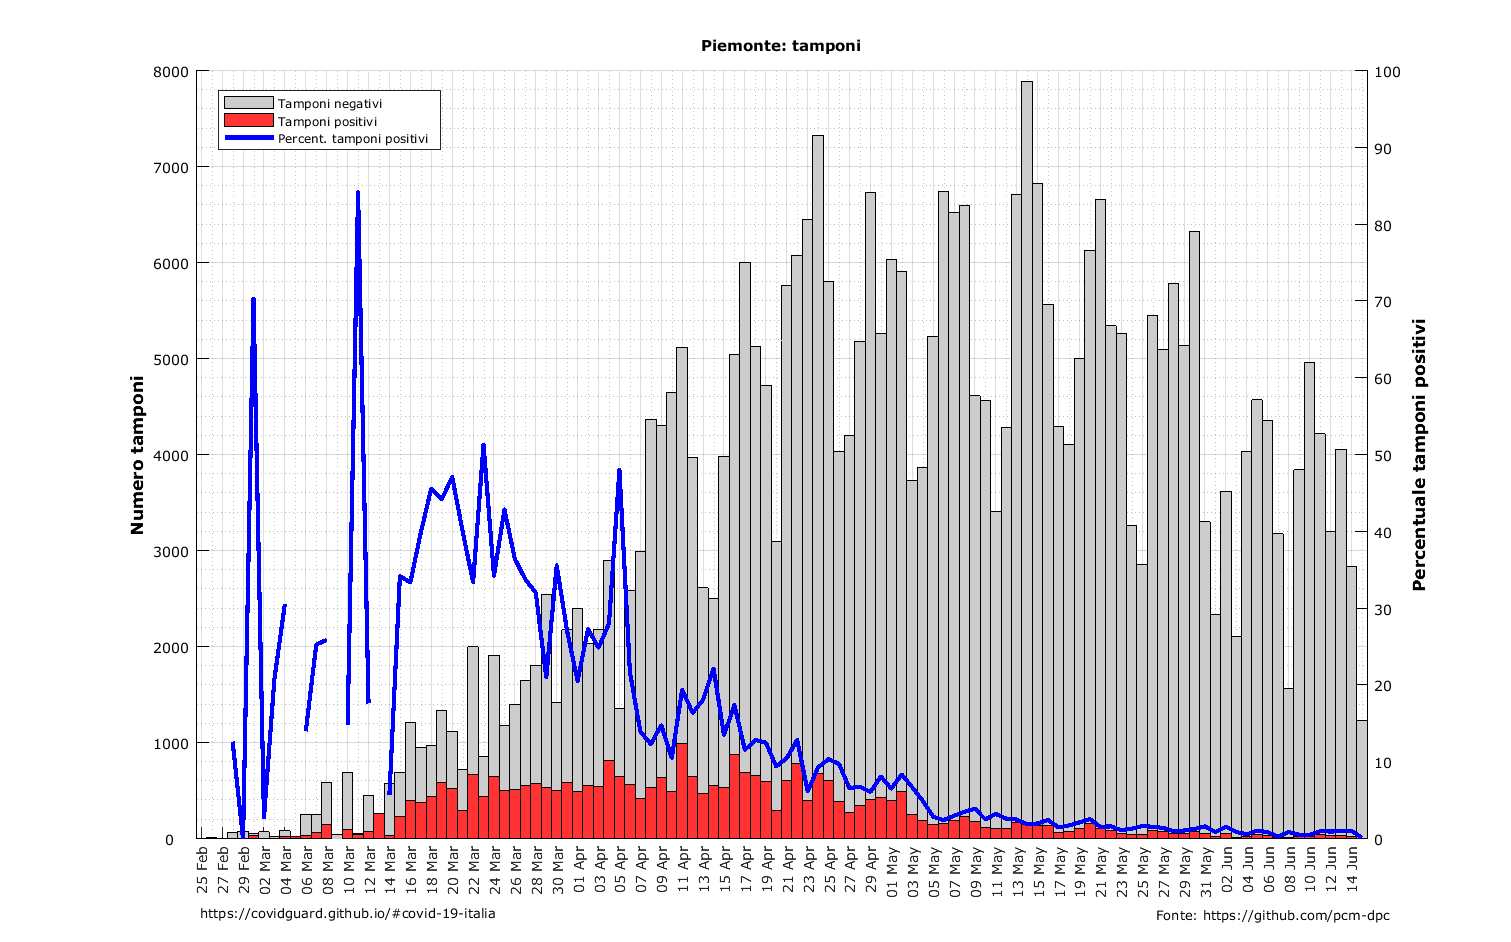 Piemonte: tamponi
8000
7000
6000
5000
4000
3000
2000
1000
0
Numero tamponi
Tamponi negativi
Tamponi positivi
Percent. tamponi positivi
100
90
80
70
60
50
40
30
20
10
0
Percentuale tamponi positivi
25 Feb
27 Feb
29 Feb
02 Mar
04 Mar
06 Mar
08 Mar
10 Mar
12 Mar
14 Mar
16 Mar
18 Mar
20 Mar
22 Mar
24 Mar
26 Mar
28 Mar
30 Mar
01 Apr
03 Apr
05 Apr
07 Apr
09 Apr
11 Apr
13 Apr
15 Apr
17 Apr
19 Apr
21 Apr
23 Apr
25 Apr
27 Apr
29 Apr
01 May
03 May
05 May
07 May
09 May
11 May
13 May
15 May
17 May
19 May
21 May
23 May
25 May
27 May
29 May
31 May
02 Jun
04 Jun
06 Jun
08 Jun
10 Jun
12 Jun
14 Jun
https://covidguard.github.io/#covid-19-italia
Fonte: https://github.com/pcm-dpc